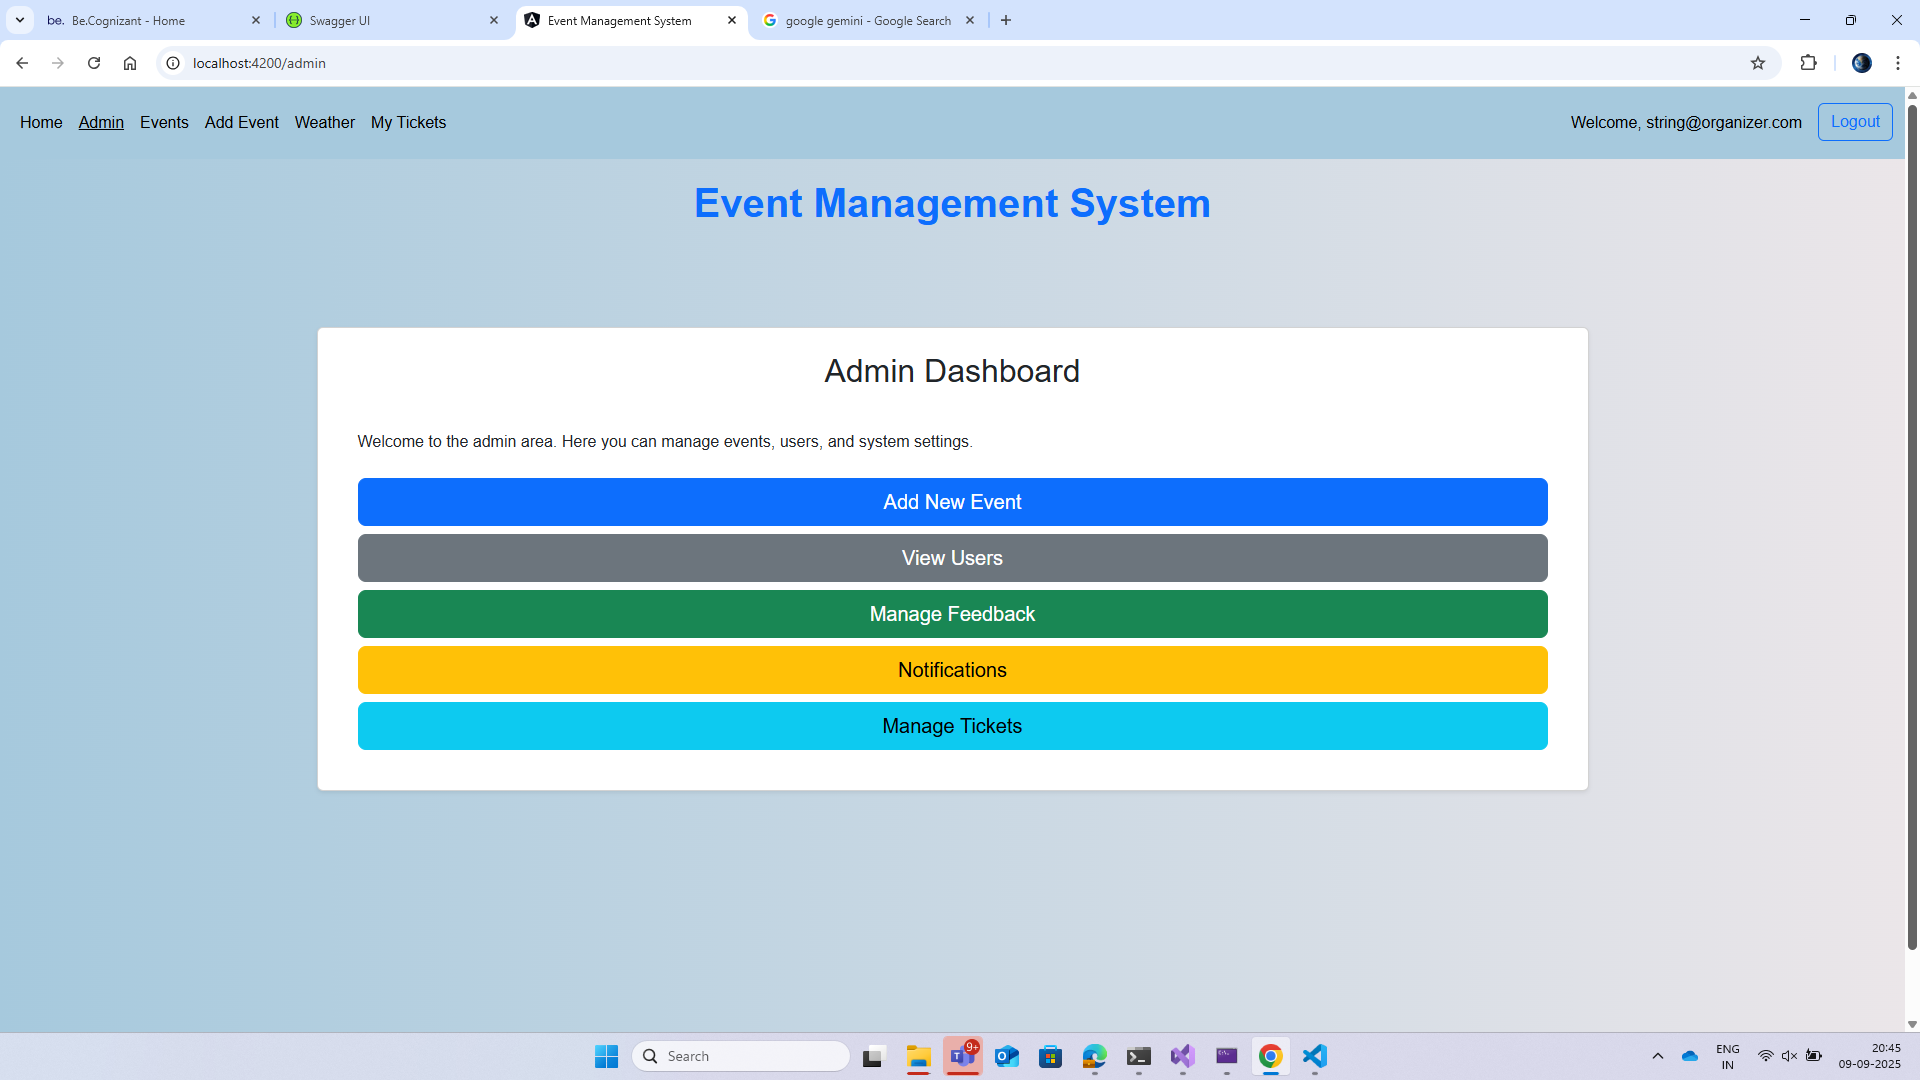 be. Be.Cognizant - Home
Swagger UI
Event Management System
google gemini - Google Search
localhost:4200/admin
Home Admin Events Add Event Weather My Tickets
Welcome, string@organizer.com Logout
Event Management System
Admin Dashboard
Welcome to the admin area. Here you can manage events, users, and system settings.
Add New Event
View Users
Manage Feedback
Notifications
Manage Tickets
Search
9+
ENG
IN
20:45
09-09-2025